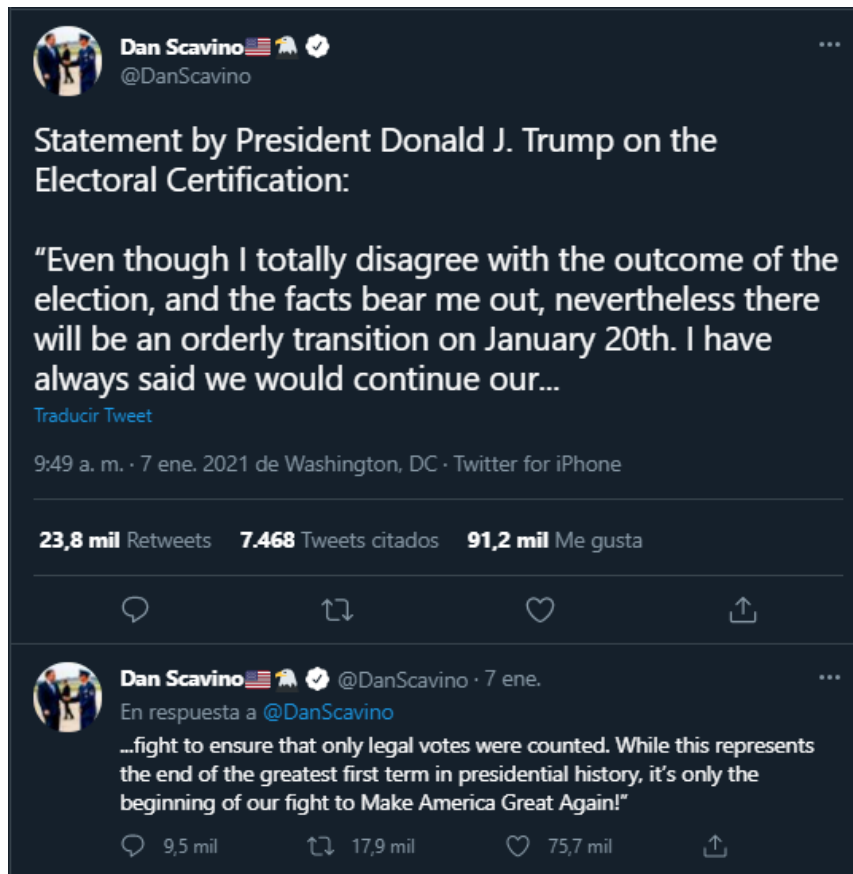 Dan Scavino🇺🇸🦅
@DanScavino
Statement by President Donald J. Trump on the
Electoral Certification:
“Even though I totally disagree with the outcome of the
election, and the facts bear me out, nevertheless there
will be an orderly transition on January 20th. I have
always said we would continue our...
Traducir Tweet
9:49 a. m. · 7 ene. 2021 de Washington, DC · Twitter for iPhone
23,8 mil Retweets 7.468 Tweets citados 91,2 mil Me gusta
Dan Scavino🇺🇸🦅 @DanScavino · 7 ene.
En respuesta a @DanScavino
...fight to ensure that only legal votes were counted. While this represents
the end of the greatest first term in presidential history, it’s only the
beginning of our fight to Make America Great Again!”
9,5 mil 17,9 mil 75,7 mil